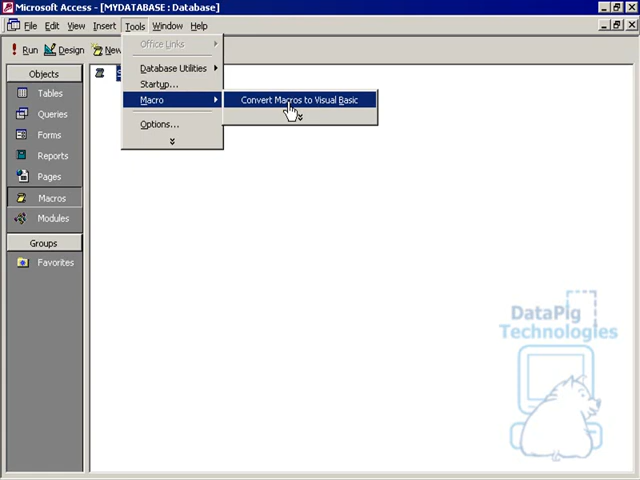 Microsoft Access - [MYDATABASE : Database]
File Edit View Insert Tools Window Help
Run Design New
Office Links
Database Utilities
Startup...
Macro
Convert Macros to Visual Basic
Options...
Objects
Tables
Queries
Forms
Reports
Pages
Macros
Modules
Groups
Favorites
DataPig
Technologies